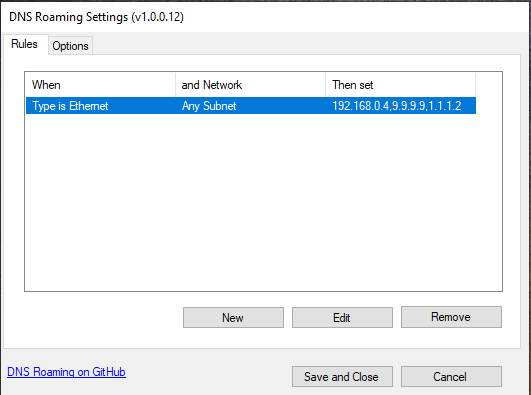 DNS Roaming Settings (v1.0.0.12)
Rules Options
When and Network Then set
Type is Ethernet Any Subnet 192.168.0.4,9.9.9.9,1.1.1.2
New Edit Remove
DNS Roaming on GitHub Save and Close Cancel